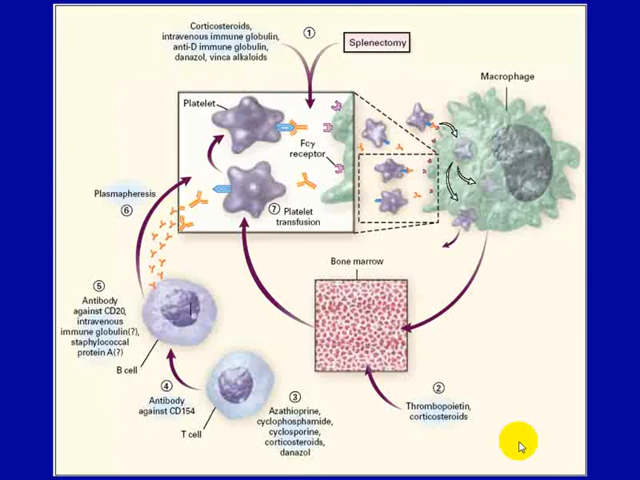 Corticosteroids,
intravenous immune globulin,
anti-D immune globulin,
danazol, vinca alkaloids
①
Splenectomy
Macrophage
Platelet
Fcγ
receptor
Plasmapheresis
⑥
⑦ Platelet
transfusion
Bone marrow
⑤
Antibody
against CD20,
intravenous
immune globulin(?),
staphylococcal
protein A(?)
B cell
④
Antibody
against CD154
T cell
③
Azathioprine,
cyclophosphamide,
cyclosporine,
corticosteroids,
danazol
②
Thrombopoietin,
corticosteroids